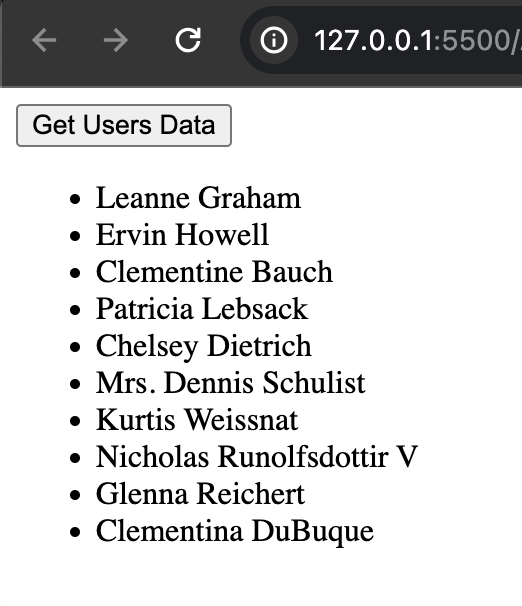 127.0.0.1:5500/
Get Users Data
Leanne Graham
Ervin Howell
Clementine Bauch
Patricia Lebsack
Chelsey Dietrich
Mrs. Dennis Schulist
Kurtis Weissnat
Nicholas Runolfsdottir V
Glenna Reichert
Clementina DuBuque